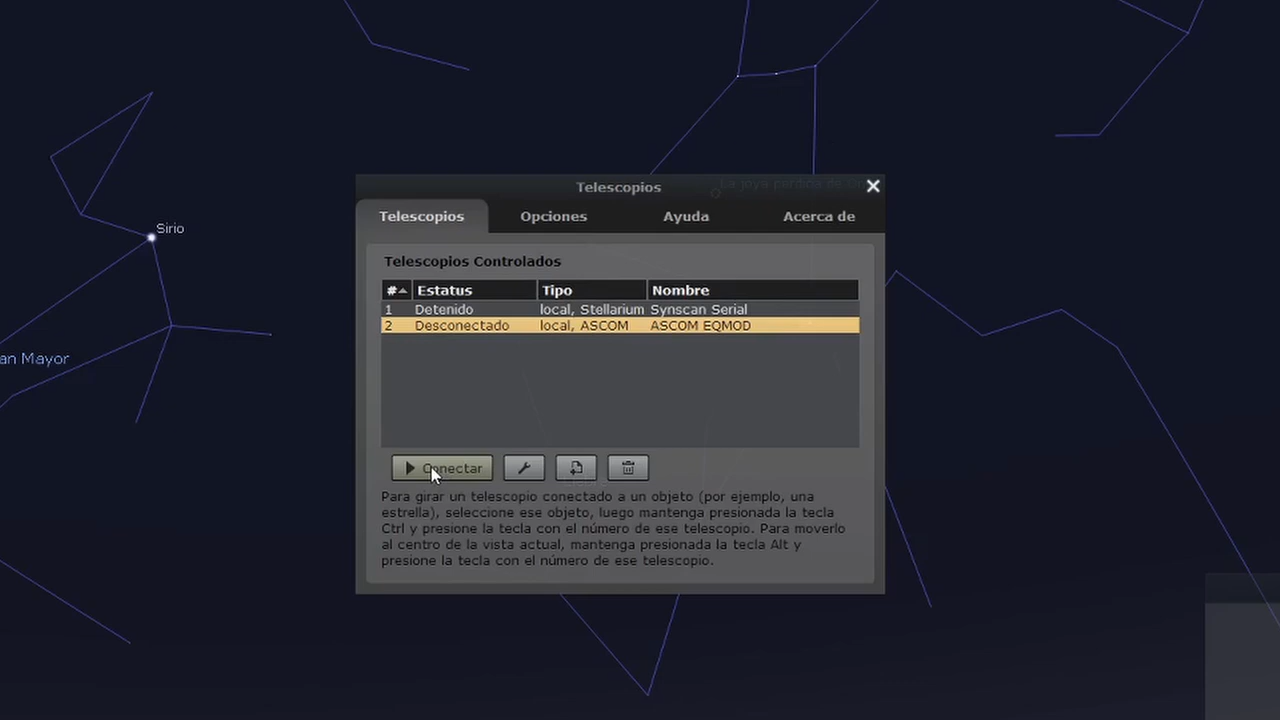 La joya perdida de
Telescopios
Telescopios Opciones Ayuda Acerca de
Sirio
Telescopios Controlados
# Estatus Tipo Nombre
1 Detenido local, Stellarium Synscan Serial
2 Desconectado local, ASCOM ASCOM EQMOD
an Mayor
Conectar
Para girar un telescopio conectado a un objeto (por ejemplo, una
estrella), seleccione ese objeto, luego mantenga presionada la tecla
Ctrl y presione la tecla con el número de ese telescopio. Para moverlo
al centro de la vista actual, mantenga presionada la tecla Alt y
presione la tecla con el número de ese telescopio.